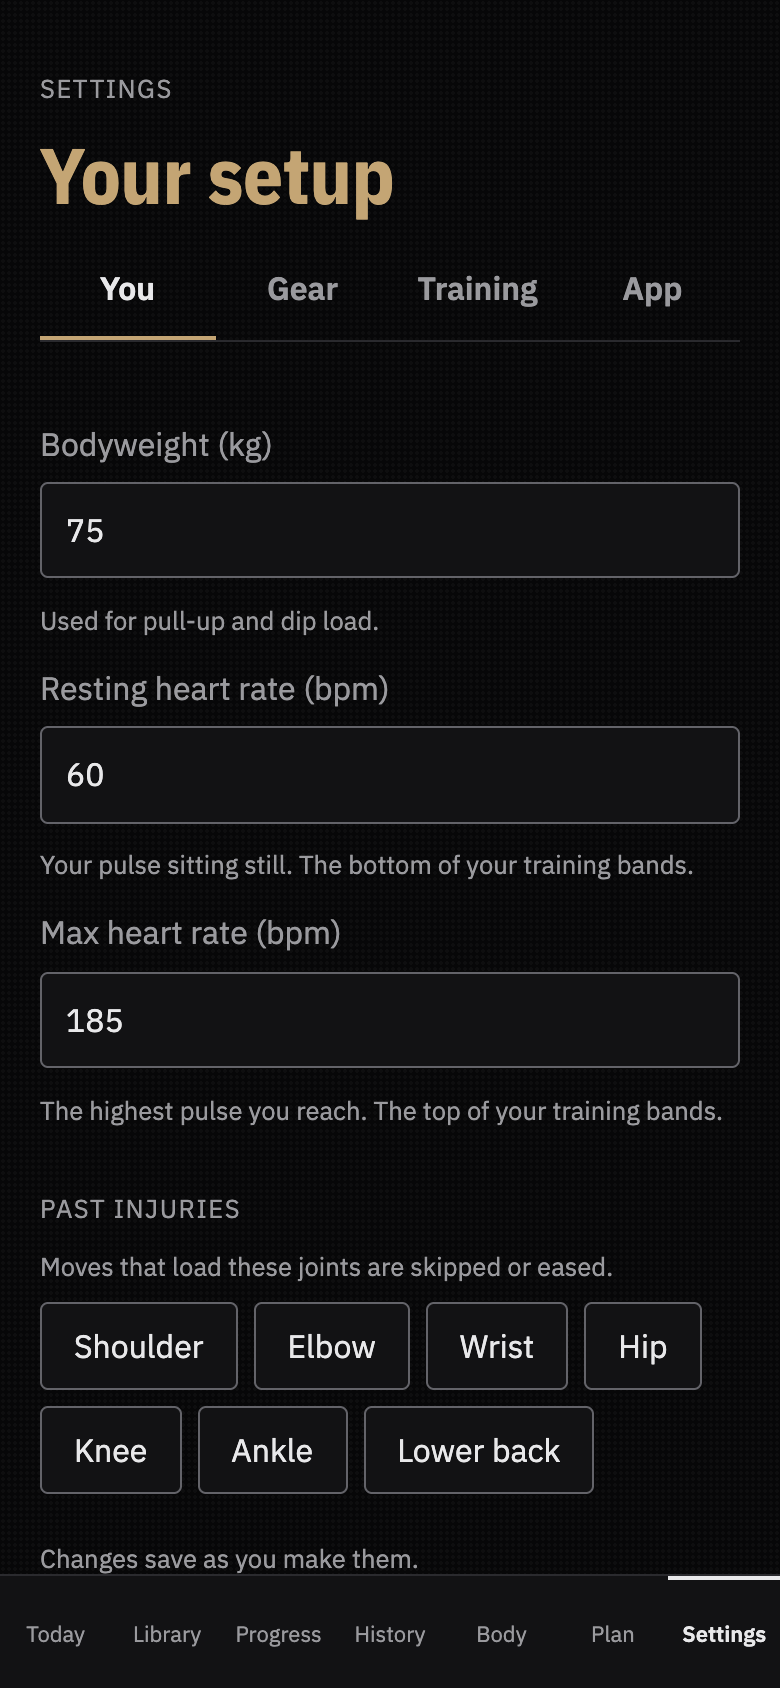 SETTINGS
Your setup
You Gear Training App
Bodyweight (kg)
75
Used for pull-up and dip load.
Resting heart rate (bpm)
60
Your pulse sitting still. The bottom of your training bands.
Max heart rate (bpm)
185
The highest pulse you reach. The top of your training bands.
PAST INJURIES
Moves that load these joints are skipped or eased.
Shoulder Elbow Wrist Hip
Knee Ankle Lower back
Changes save as you make them.
Today Library Progress History Body Plan Settings